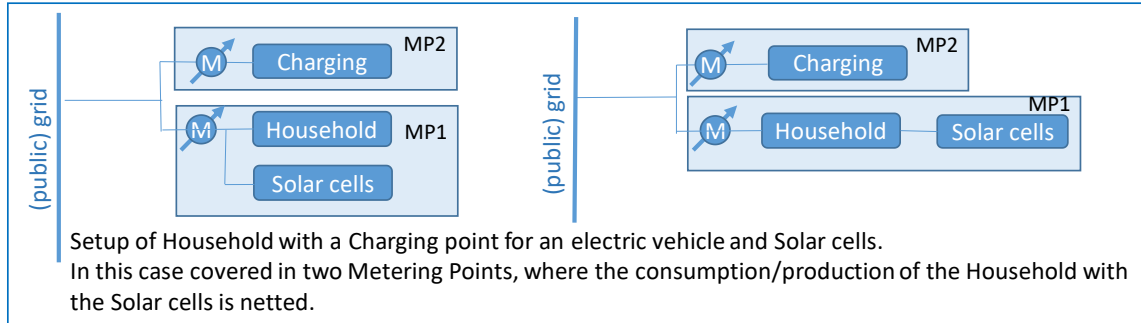 (public) grid
MP2
M
Charging
M
Household
MP1
Solar cells
(public) grid
MP2
M
Charging
MP1
M
Household
Solar cells
Setup of Household with a Charging point for an electric vehicle and Solar cells.
In this case covered in two Metering Points, where the consumption/production of the Household with
the Solar cells is netted.